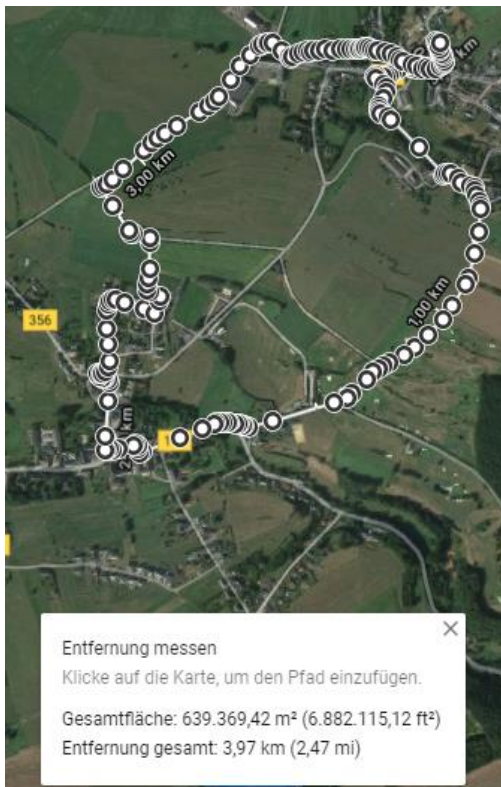 3,00 km
1,00 km
356
km
Entfernung messen
Klicke auf die Karte, um den Pfad einzufügen.
Gesamtfläche: 639.369,42 m² (6.882.115,12 ft²)
Entfernung gesamt: 3,97 km (2,47 mi)